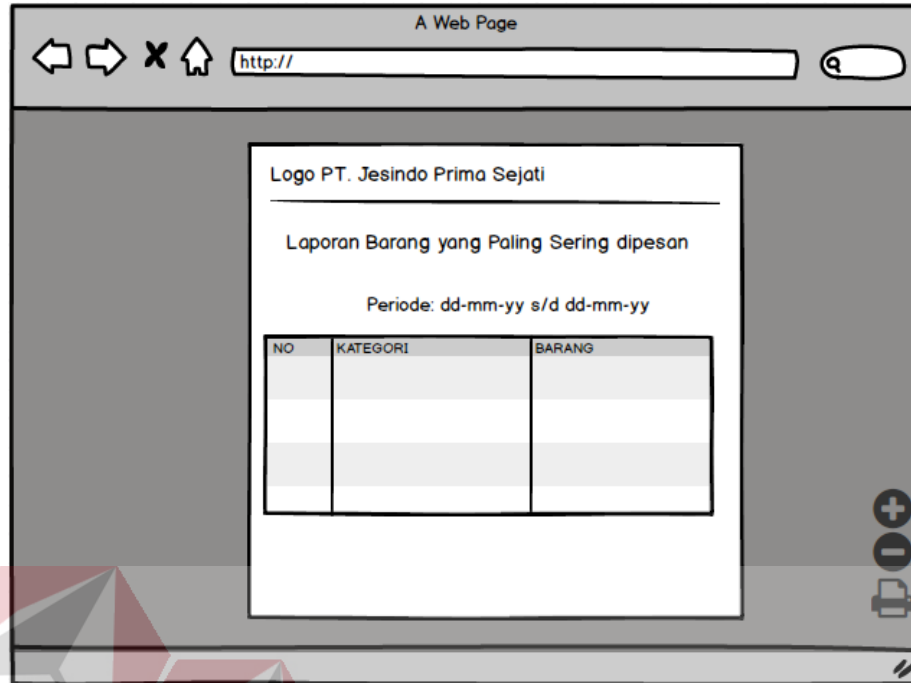 A Web Page
http://
Logo PT. Jesindo Prima Sejati
Laporan Barang yang Paling Sering dipesan
Periode: dd-mm-yy s/d dd-mm-yy
NO KATEGORI BARANG